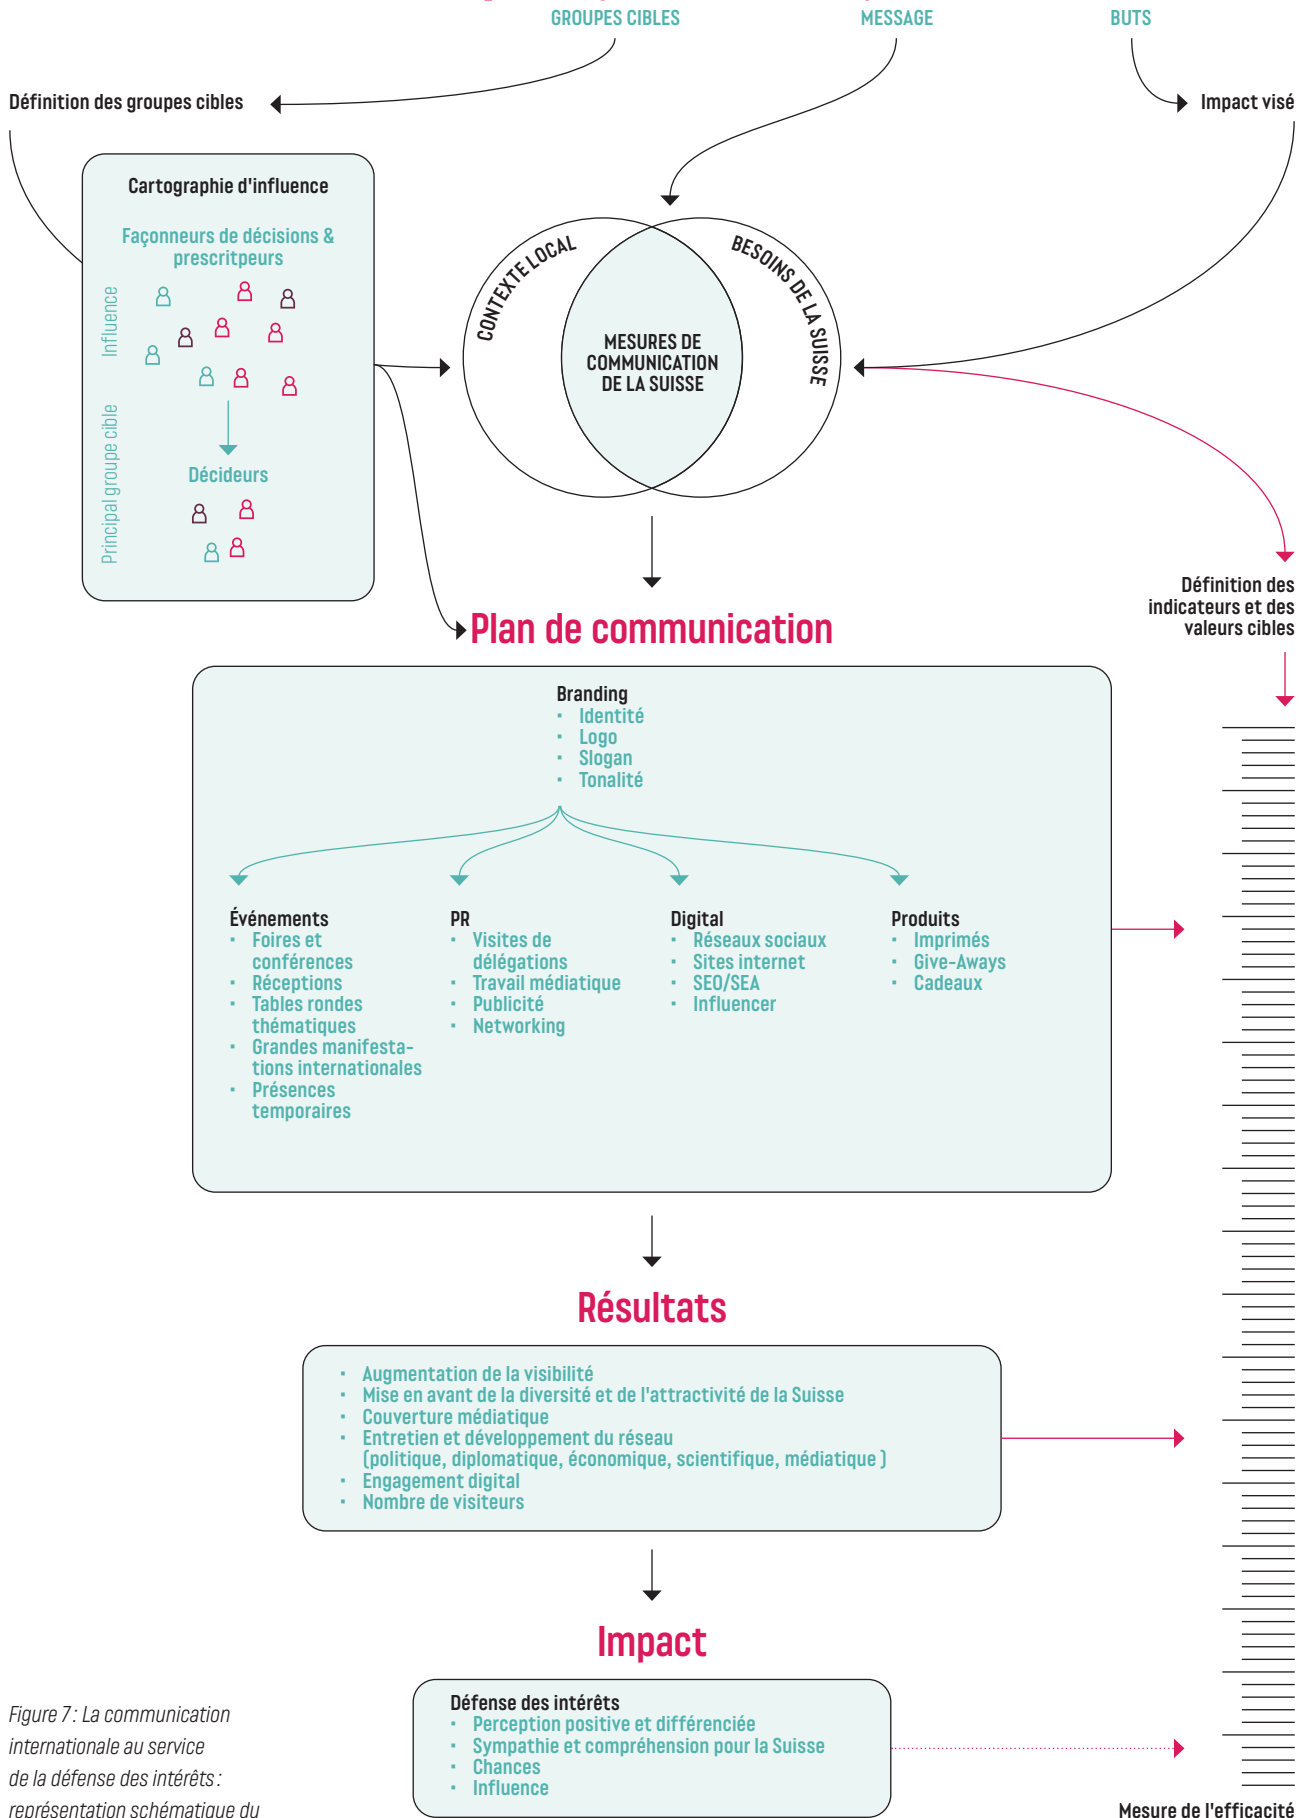 GROUPES CIBLES
MESSAGE
BUTS
Définition des groupes cibles
Impact visé
Cartographie d'influence
Façonneurs de décisions &
prescritpeurs
Influence
Principal groupe cible
Décideurs
CONTEXTE LOCAL
BESOINS DE LA SUISSE
MESURES DE
COMMUNICATION
DE LA SUISSE
Définition des
indicateurs et des
valeurs cibles
Plan de communication
Branding
▪ Identité
▪ Logo
▪ Slogan
▪ Tonalité
Événements
▪ Foires et
conférences
▪ Réceptions
▪ Tables rondes
thématiques
▪ Grandes manifesta-
tions internationales
▪ Présences
temporaires
PR
▪ Visites de
délégations
▪ Travail médiatique
▪ Publicité
▪ Networking
Digital
▪ Réseaux sociaux
▪ Sites internet
▪ SEO/SEA
▪ Influencer
Produits
▪ Imprimés
▪ Give-Aways
▪ Cadeaux
Résultats
▪ Augmentation de la visibilité
▪ Mise en avant de la diversité et de l'attractivité de la Suisse
▪ Couverture médiatique
▪ Entretien et développement du réseau
(politique, diplomatique, économique, scientifique, médiatique )
▪ Engagement digital
▪ Nombre de visiteurs
Impact
Défense des intérêts
▪ Perception positive et différenciée
▪ Sympathie et compréhension pour la Suisse
▪ Chances
▪ Influence
Mesure de l'efficacité
Figure 7 : La communication
internationale au service
de la défense des intérêts :
représentation schématique du